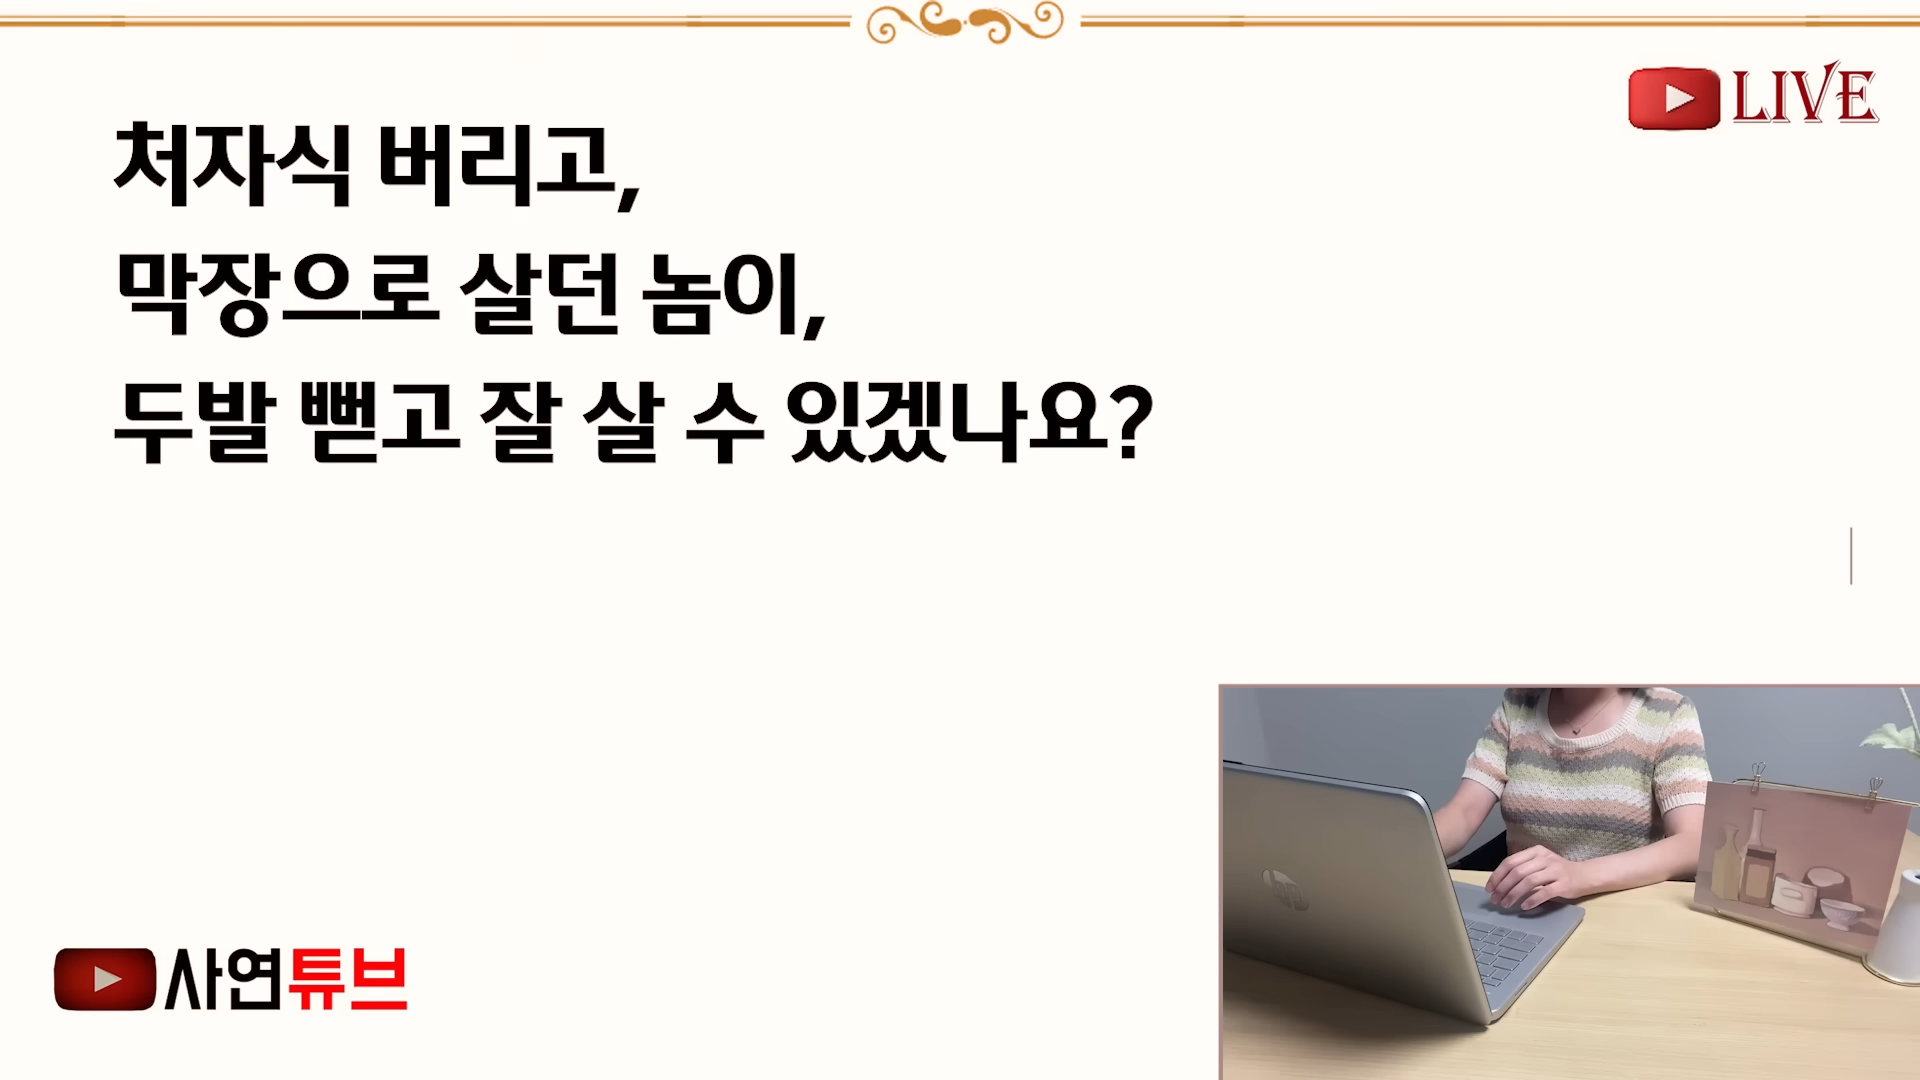 LIVE
처자식 버리고,
막장으로 살던 놈이,
두발 뻗고 잘 살 수 있겠나요?
사연튜브
hp